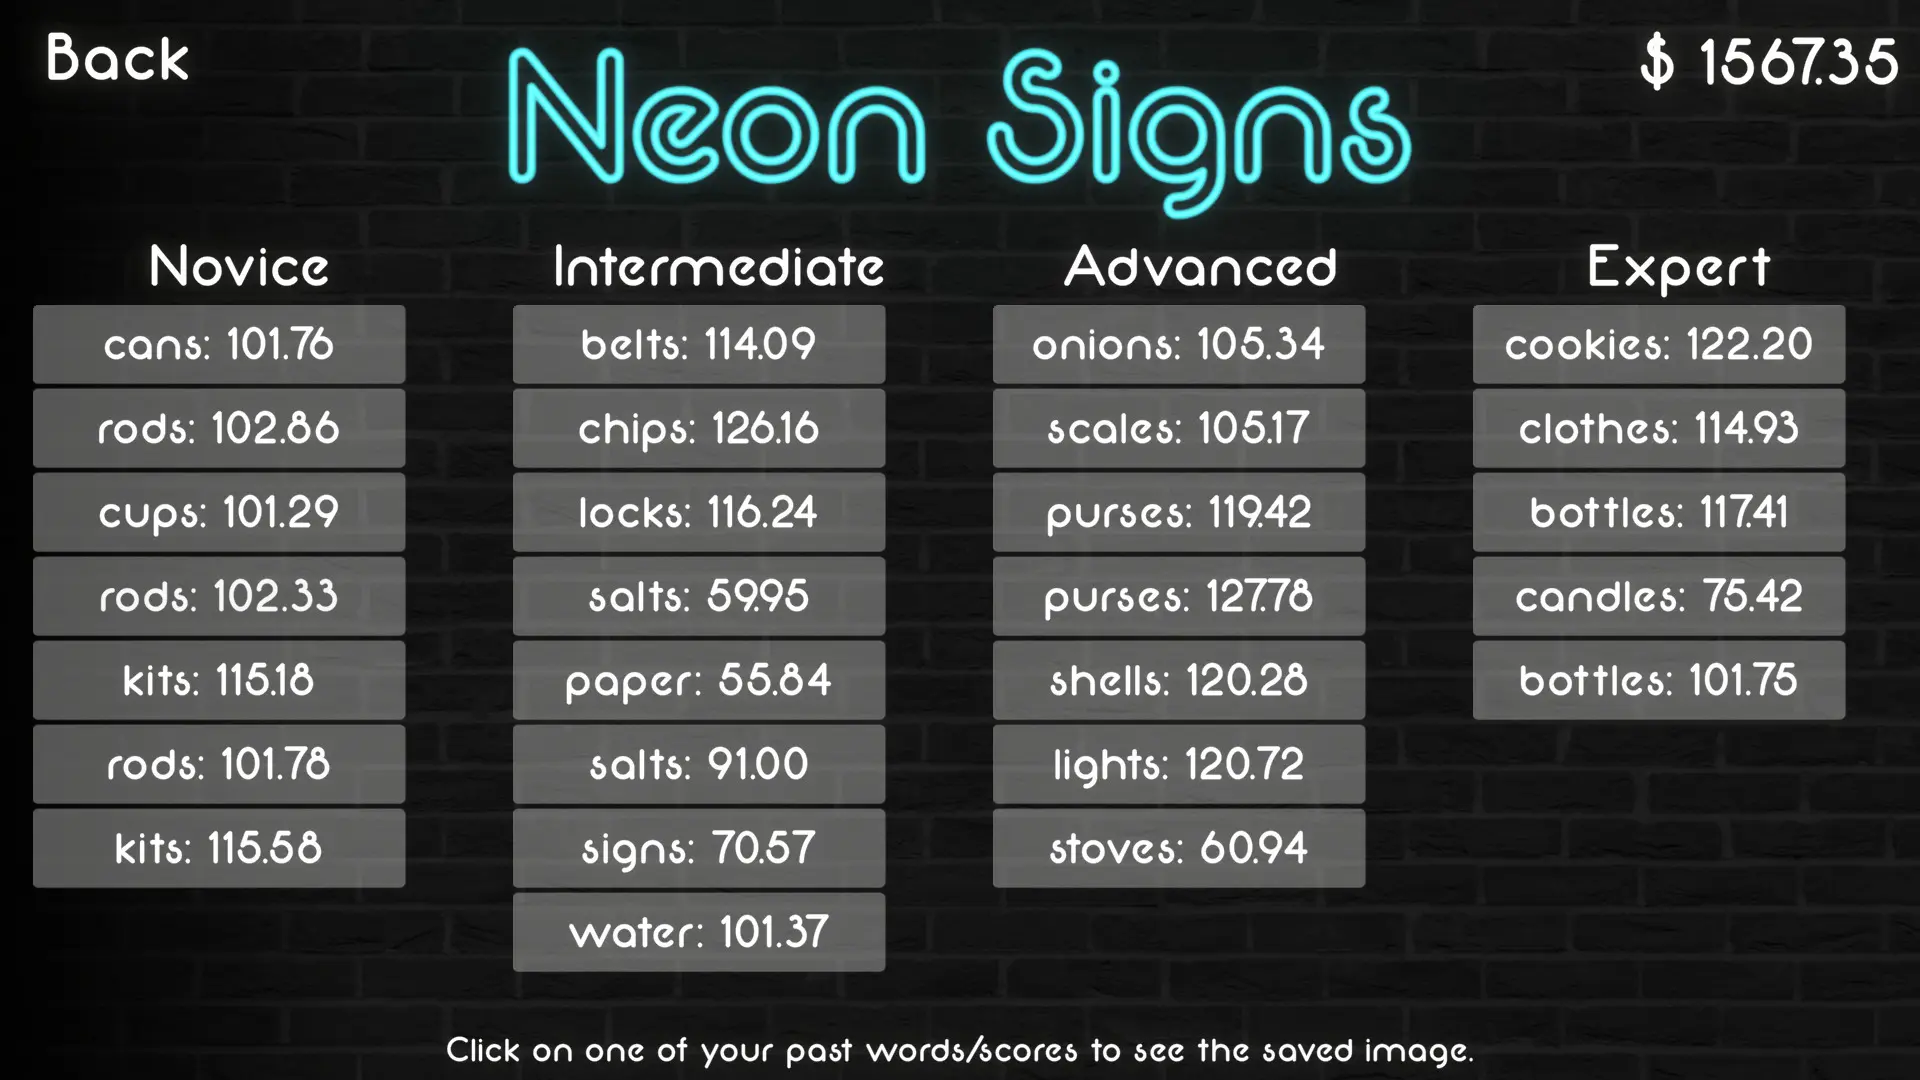 Back
Neon Signs
$ 1567.35
Novice
cans: 101.76
rods: 102.86
cups: 101.29
rods: 102.33
kits: 115.18
rods: 101.78
kits: 115.58
Intermediate
belts: 114.09
chips: 126.16
locks: 116.24
salts: 59.95
paper: 55.84
salts: 91.00
signs: 70.57
water: 101.37
Advanced
onions: 105.34
scales: 105.17
purses: 119.42
purses: 127.78
shells: 120.28
lights: 120.72
stoves: 60.94
Expert
cookies: 122.20
clothes: 114.93
bottles: 117.41
candles: 75.42
bottles: 101.75
Click on one of your past words/scores to see the saved image.